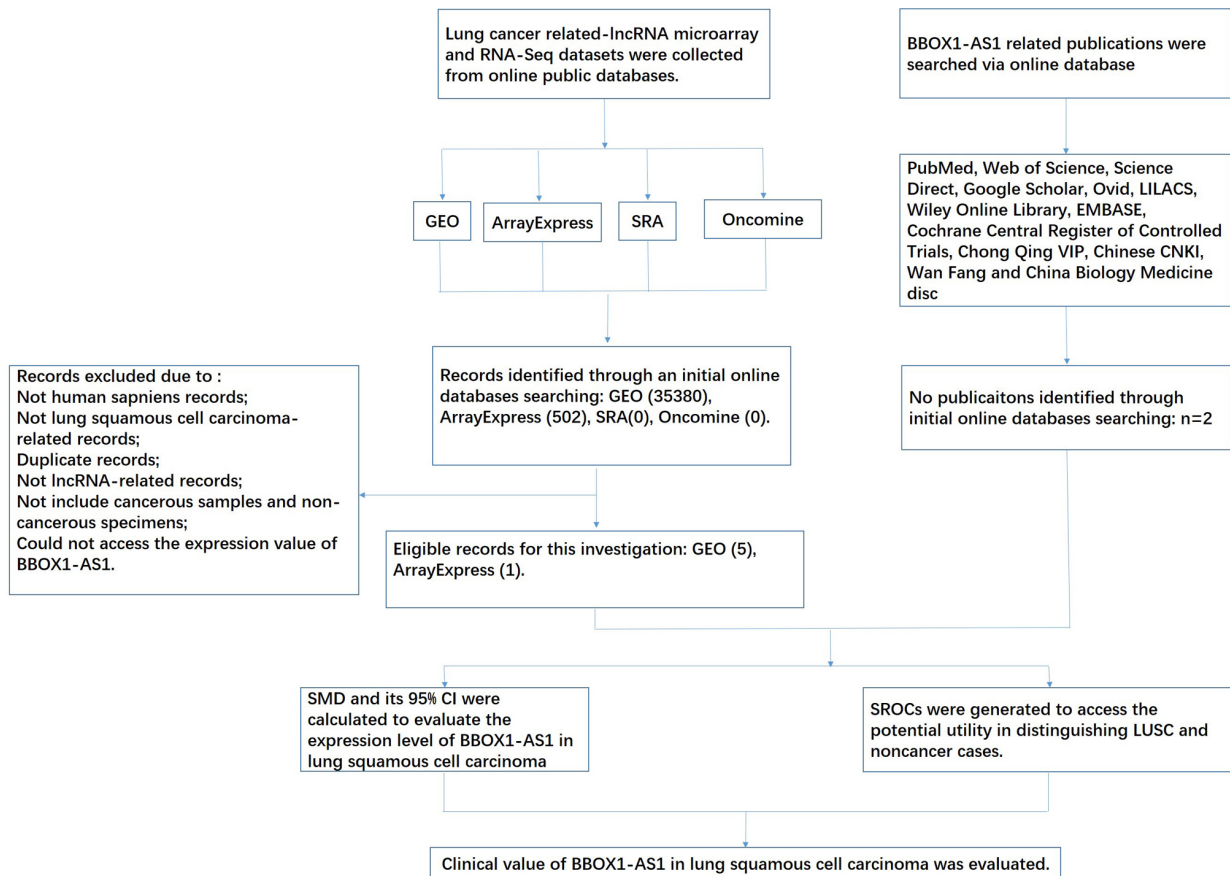 Lung cancer related-lncRNA microarray
and RNA-Seq datasets were collected
from online public databases.
BBOX1-AS1 related publications were
searched via online database
GEO
ArrayExpress
SRA
Oncomine
PubMed, Web of Science, Science
Direct, Google Scholar, Ovid, LILACS,
Wiley Online Library, EMBASE,
Cochrane Central Register of Controlled
Trials, Chong Qing VIP, Chinese CNKI,
Wan Fang and China Biology Medicine
disc
Records excluded due to :
Not human sapniens records;
Not lung squamous cell carcinoma-
related records;
Duplicate records;
Not lncRNA-related records;
Not include cancerous samples and non-
cancerous specimens;
Could not access the expression value of
BBOX1-AS1.
Records identified through an initial online
databases searching: GEO (35380),
ArrayExpress (502), SRA(0), Oncomine (0).
No publicaitons identified through
initial online databases searching: n=2
Eligible records for this investigation: GEO (5),
ArrayExpress (1).
SMD and its 95% CI were
calculated to evaluate the
expression level of BBOX1-AS1 in
lung squamous cell carcinoma
SROCs were generated to access the
potential utility in distinguishing LUSC and
noncancer cases.
Clinical value of BBOX1-AS1 in lung squamous cell carcinoma was evaluated.